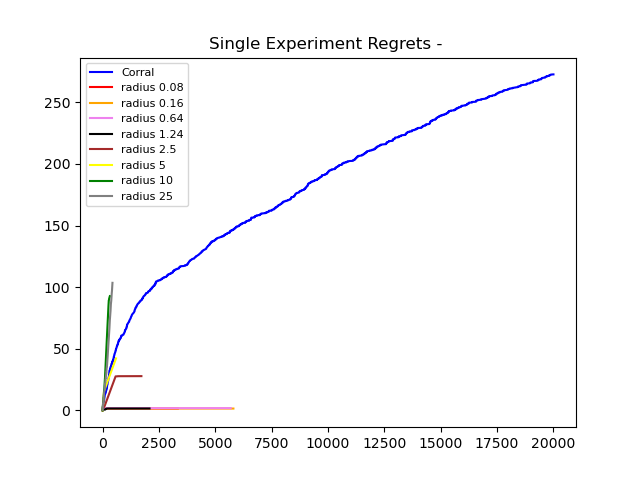 Single Experiment Regrets -
Corral
radius 0.08
radius 0.16
radius 0.64
radius 1.24
radius 2.5
radius 5
radius 10
radius 25
250
200
150
100
50
0
0 2500 5000 7500 10000 12500 15000 17500 20000